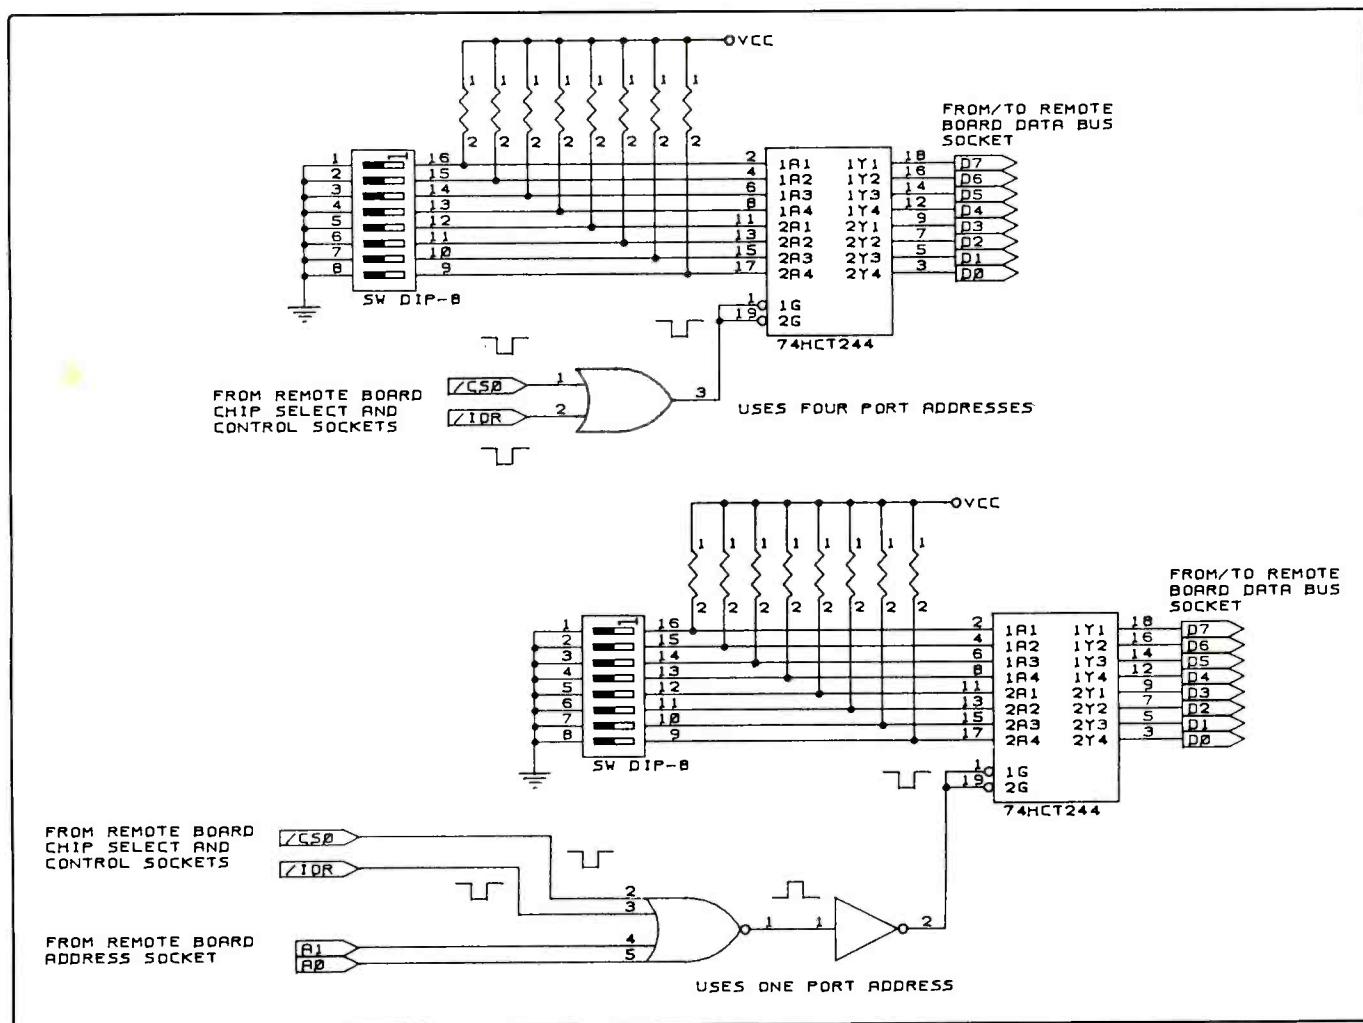 VCC
1 1 1 1 1 1 1 1
2 2 2 2 2 2 2 2
FROM/TO REMOTE
BOARD DATA BUS
SOCKET
1 1 16 2 1A1 1Y1 18 D7
2 15 4 1A2 1Y2 16 D6
3 14 6 1A3 1Y3 14 D5
4 13 8 1A4 1Y4 12 D4
5 12 11 2A1 2Y1 9 D3
6 11 13 2A2 2Y2 7 D2
7 10 15 2A3 2Y3 5 D1
8 9 17 2A4 2Y4 3 D0
SW DIP-8
1 1G
19 2G
74HCT244
FROM REMOTE BOARD
CHIP SELECT AND
CONTROL SOCKETS
/CS0 1
/IOR 2
3
USES FOUR PORT ADDRESSES
VCC
1 1 1 1 1 1 1 1
2 2 2 2 2 2 2 2
FROM/TO REMOTE
BOARD DATA BUS
SOCKET
1 1 16 2 1A1 1Y1 18 D7
2 15 4 1A2 1Y2 16 D6
3 14 6 1A3 1Y3 14 D5
4 13 8 1A4 1Y4 12 D4
5 12 11 2A1 2Y1 9 D3
6 11 13 2A2 2Y2 7 D2
7 10 15 2A3 2Y3 5 D1
8 9 17 2A4 2Y4 3 D0
SW DIP-8
1 1G
19 2G
74HCT244
FROM REMOTE BOARD
CHIP SELECT AND
CONTROL SOCKETS
/CS0
/IOR
2
3
4
5
1 1 2
FROM REMOTE BOARD
ADDRESS SOCKET
A1
A0
USES ONE PORT ADDRESS